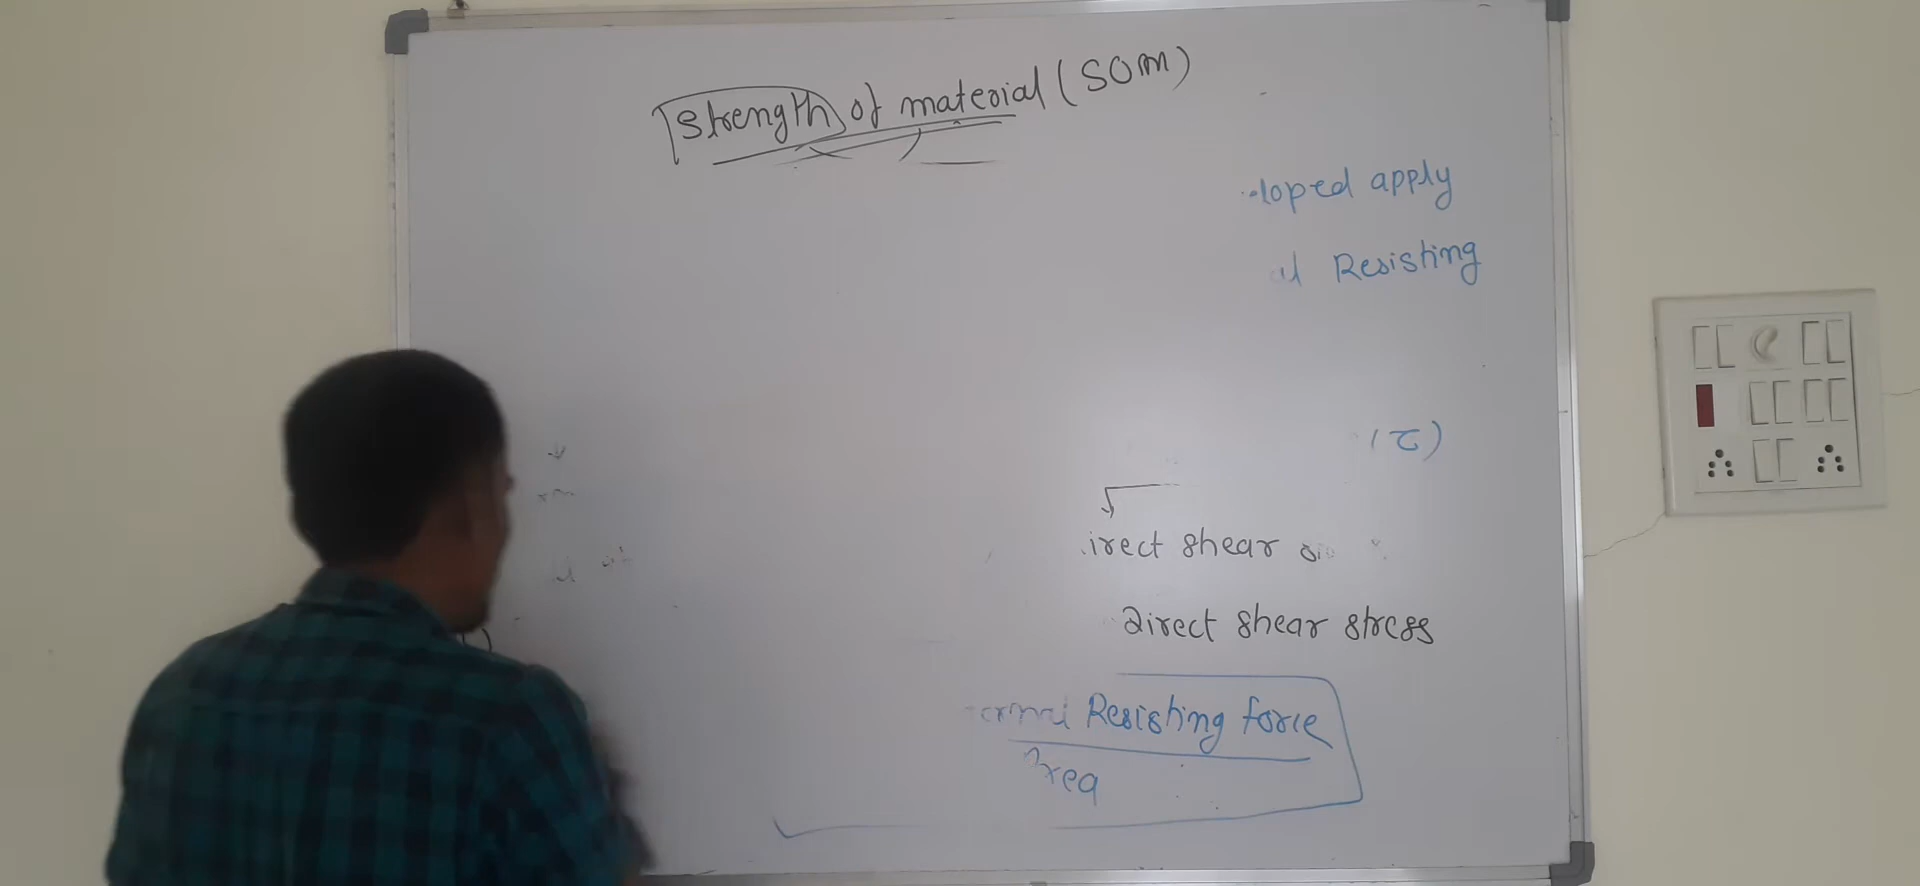 Strength of material (SOM)
loped apply
Resisting
(τ)
irect shear
Direct shear stress
Resisting force
Area